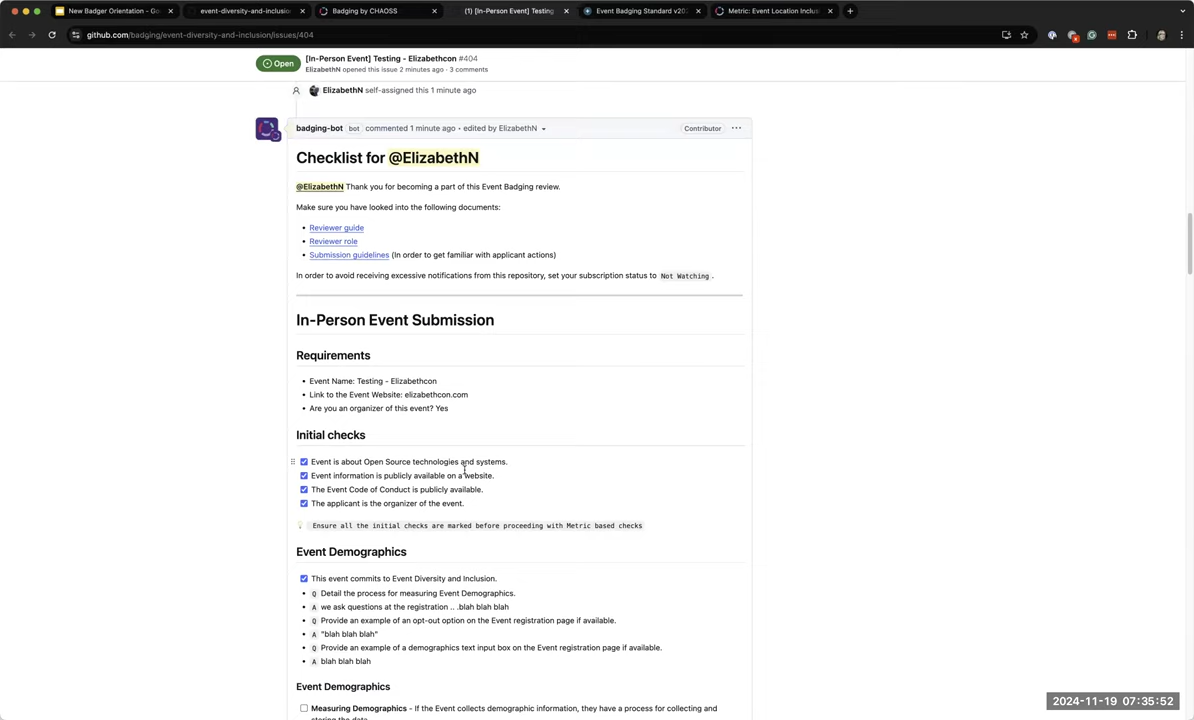 New Badger Orientation - Go
event-diversity-and-inclusio
Badging by CHAOSS
(1) [In-Person Event] Testing
Event Badging Standard v202
Metric: Event Location Inclus
github.com/badging/event-diversity-and-inclusion/issues/404
Open
[In-Person Event] Testing - Elizabethcon #404
ElizabethN opened this issue 2 minutes ago · 3 comments
ElizabethN self-assigned this 1 minute ago
badging-bot bot commented 1 minute ago • edited by ElizabethN
Contributor
Checklist for @ElizabethN
@ElizabethN Thank you for becoming a part of this Event Badging review.
Make sure you have looked into the following documents:
• Reviewer guide
• Reviewer role
• Submission guidelines (In order to get familiar with applicant actions)
In order to avoid receiving excessive notifications from this repository, set your subscription status to Not Watching .
In-Person Event Submission
Requirements
• Event Name: Testing - Elizabethcon
• Link to the Event Website: elizabethcon.com
• Are you an organizer of this event? Yes
Initial checks
Event is about Open Source technologies and systems.
Event information is publicly available on a website.
The Event Code of Conduct is publicly available.
The applicant is the organizer of the event.
Ensure all the initial checks are marked before proceeding with Metric based checks
Event Demographics
This event commits to Event Diversity and Inclusion.
• Q Detail the process for measuring Event Demographics.
• A we ask questions at the registration .. .blah blah blah
• Q Provide an example of an opt-out option on the Event registration page if available.
• A "blah blah blah"
• Q Provide an example of a demographics text input box on the Event registration page if available.
• A blah blah blah
Event Demographics
Measuring Demographics - If the Event collects demographic information, they have a process for collecting and
storing the data
2024-11-19 07:35:52